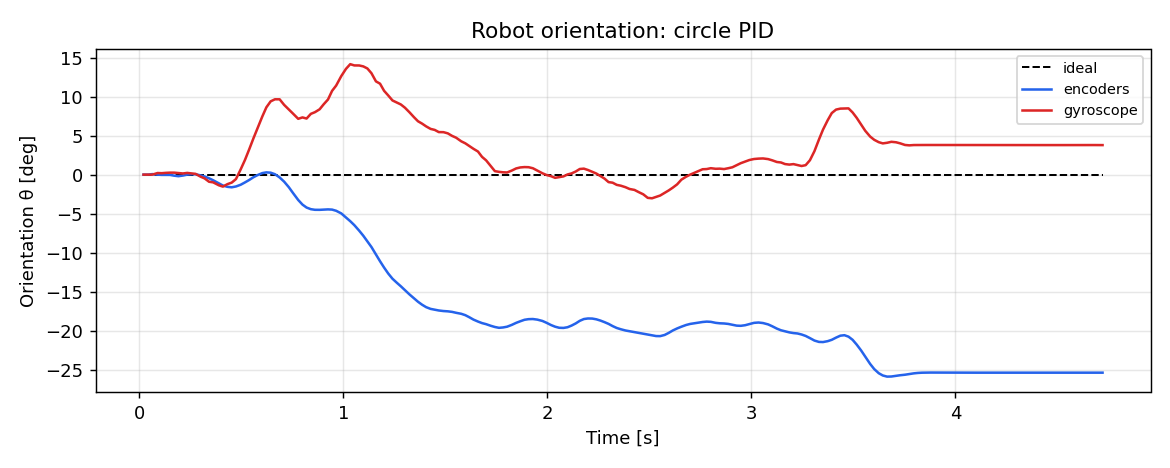 Robot orientation: circle PID
ideal
encoders
gyroscope
Orientation θ [deg]
15
10
5
0
−5
−10
−15
−20
−25
0 1 2 3 4
Time [s]